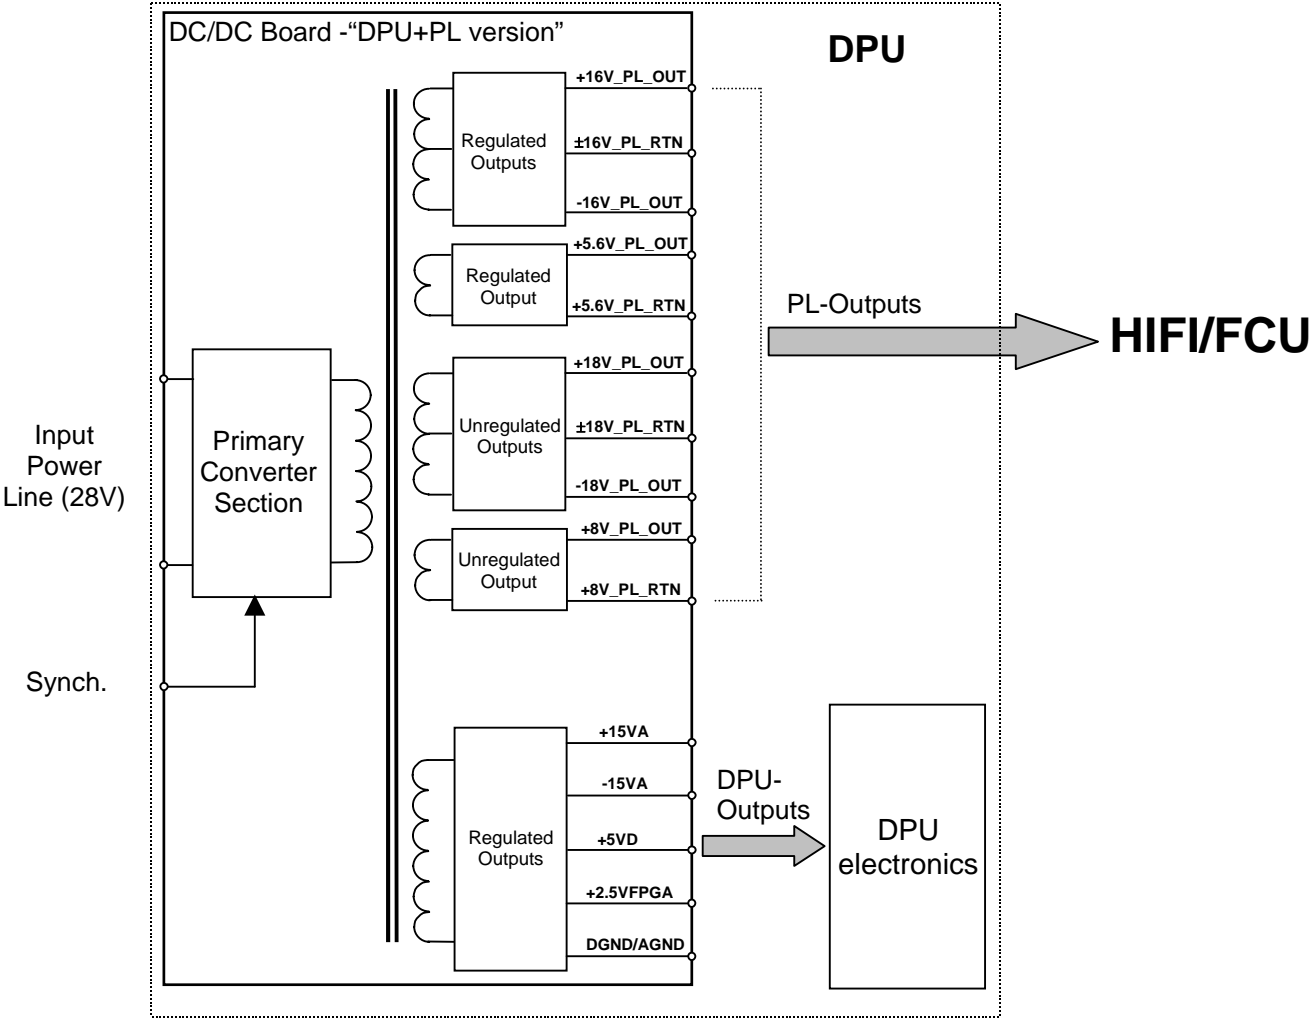 DC/DC Board -“DPU+PL version”
DPU
+16V_PL_OUT
Regulated
Outputs
±16V_PL_RTN
-16V_PL_OUT
+5.6V_PL_OUT
Regulated
Output
+5.6V_PL_RTN
PL-Outputs
HIFI/FCU
+18V_PL_OUT
Unregulated
Outputs
±18V_PL_RTN
-18V_PL_OUT
Input
Power
Line (28V)
Primary
Converter
Section
+8V_PL_OUT
Unregulated
Output
+8V_PL_RTN
Synch.
+15VA
-15VA
Regulated
Outputs
+5VD
+2.5VFPGA
DGND/AGND
DPU-
Outputs
DPU
electronics